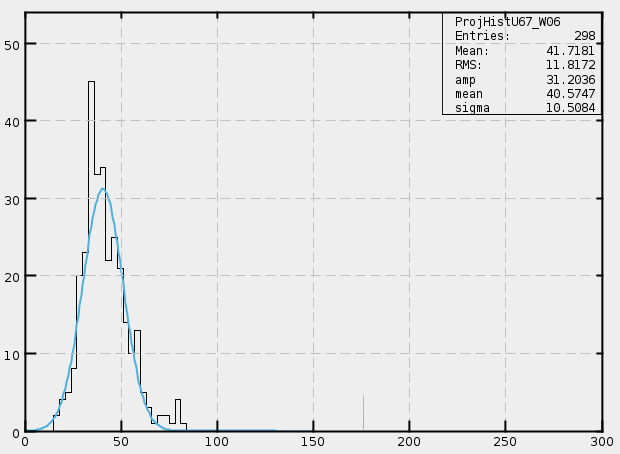 ProjHistU67_W06
Entries: 298
Mean: 41.7181
RMS: 11.8172
amp 31.2036
mean 40.5747
sigma 10.5084
50
40
30
20
10
0
0 50 100 150 200 250 300